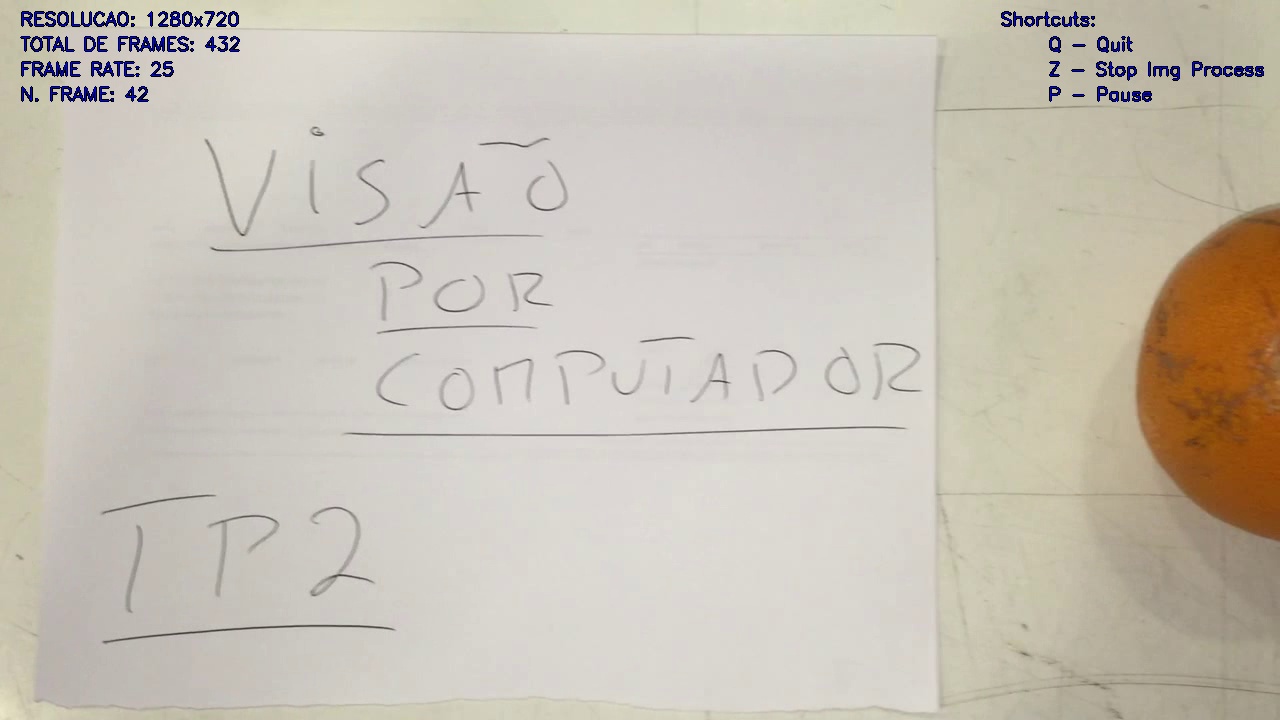 RESOLUCAO: 1280x720
TOTAL DE FRAMES: 432
FRAME RATE: 25
N. FRAME: 42
Shortcuts:
Q - Quit
Z - Stop Img Process
P - Pause
VISÃO
POR
COMPUTADOR
TP2